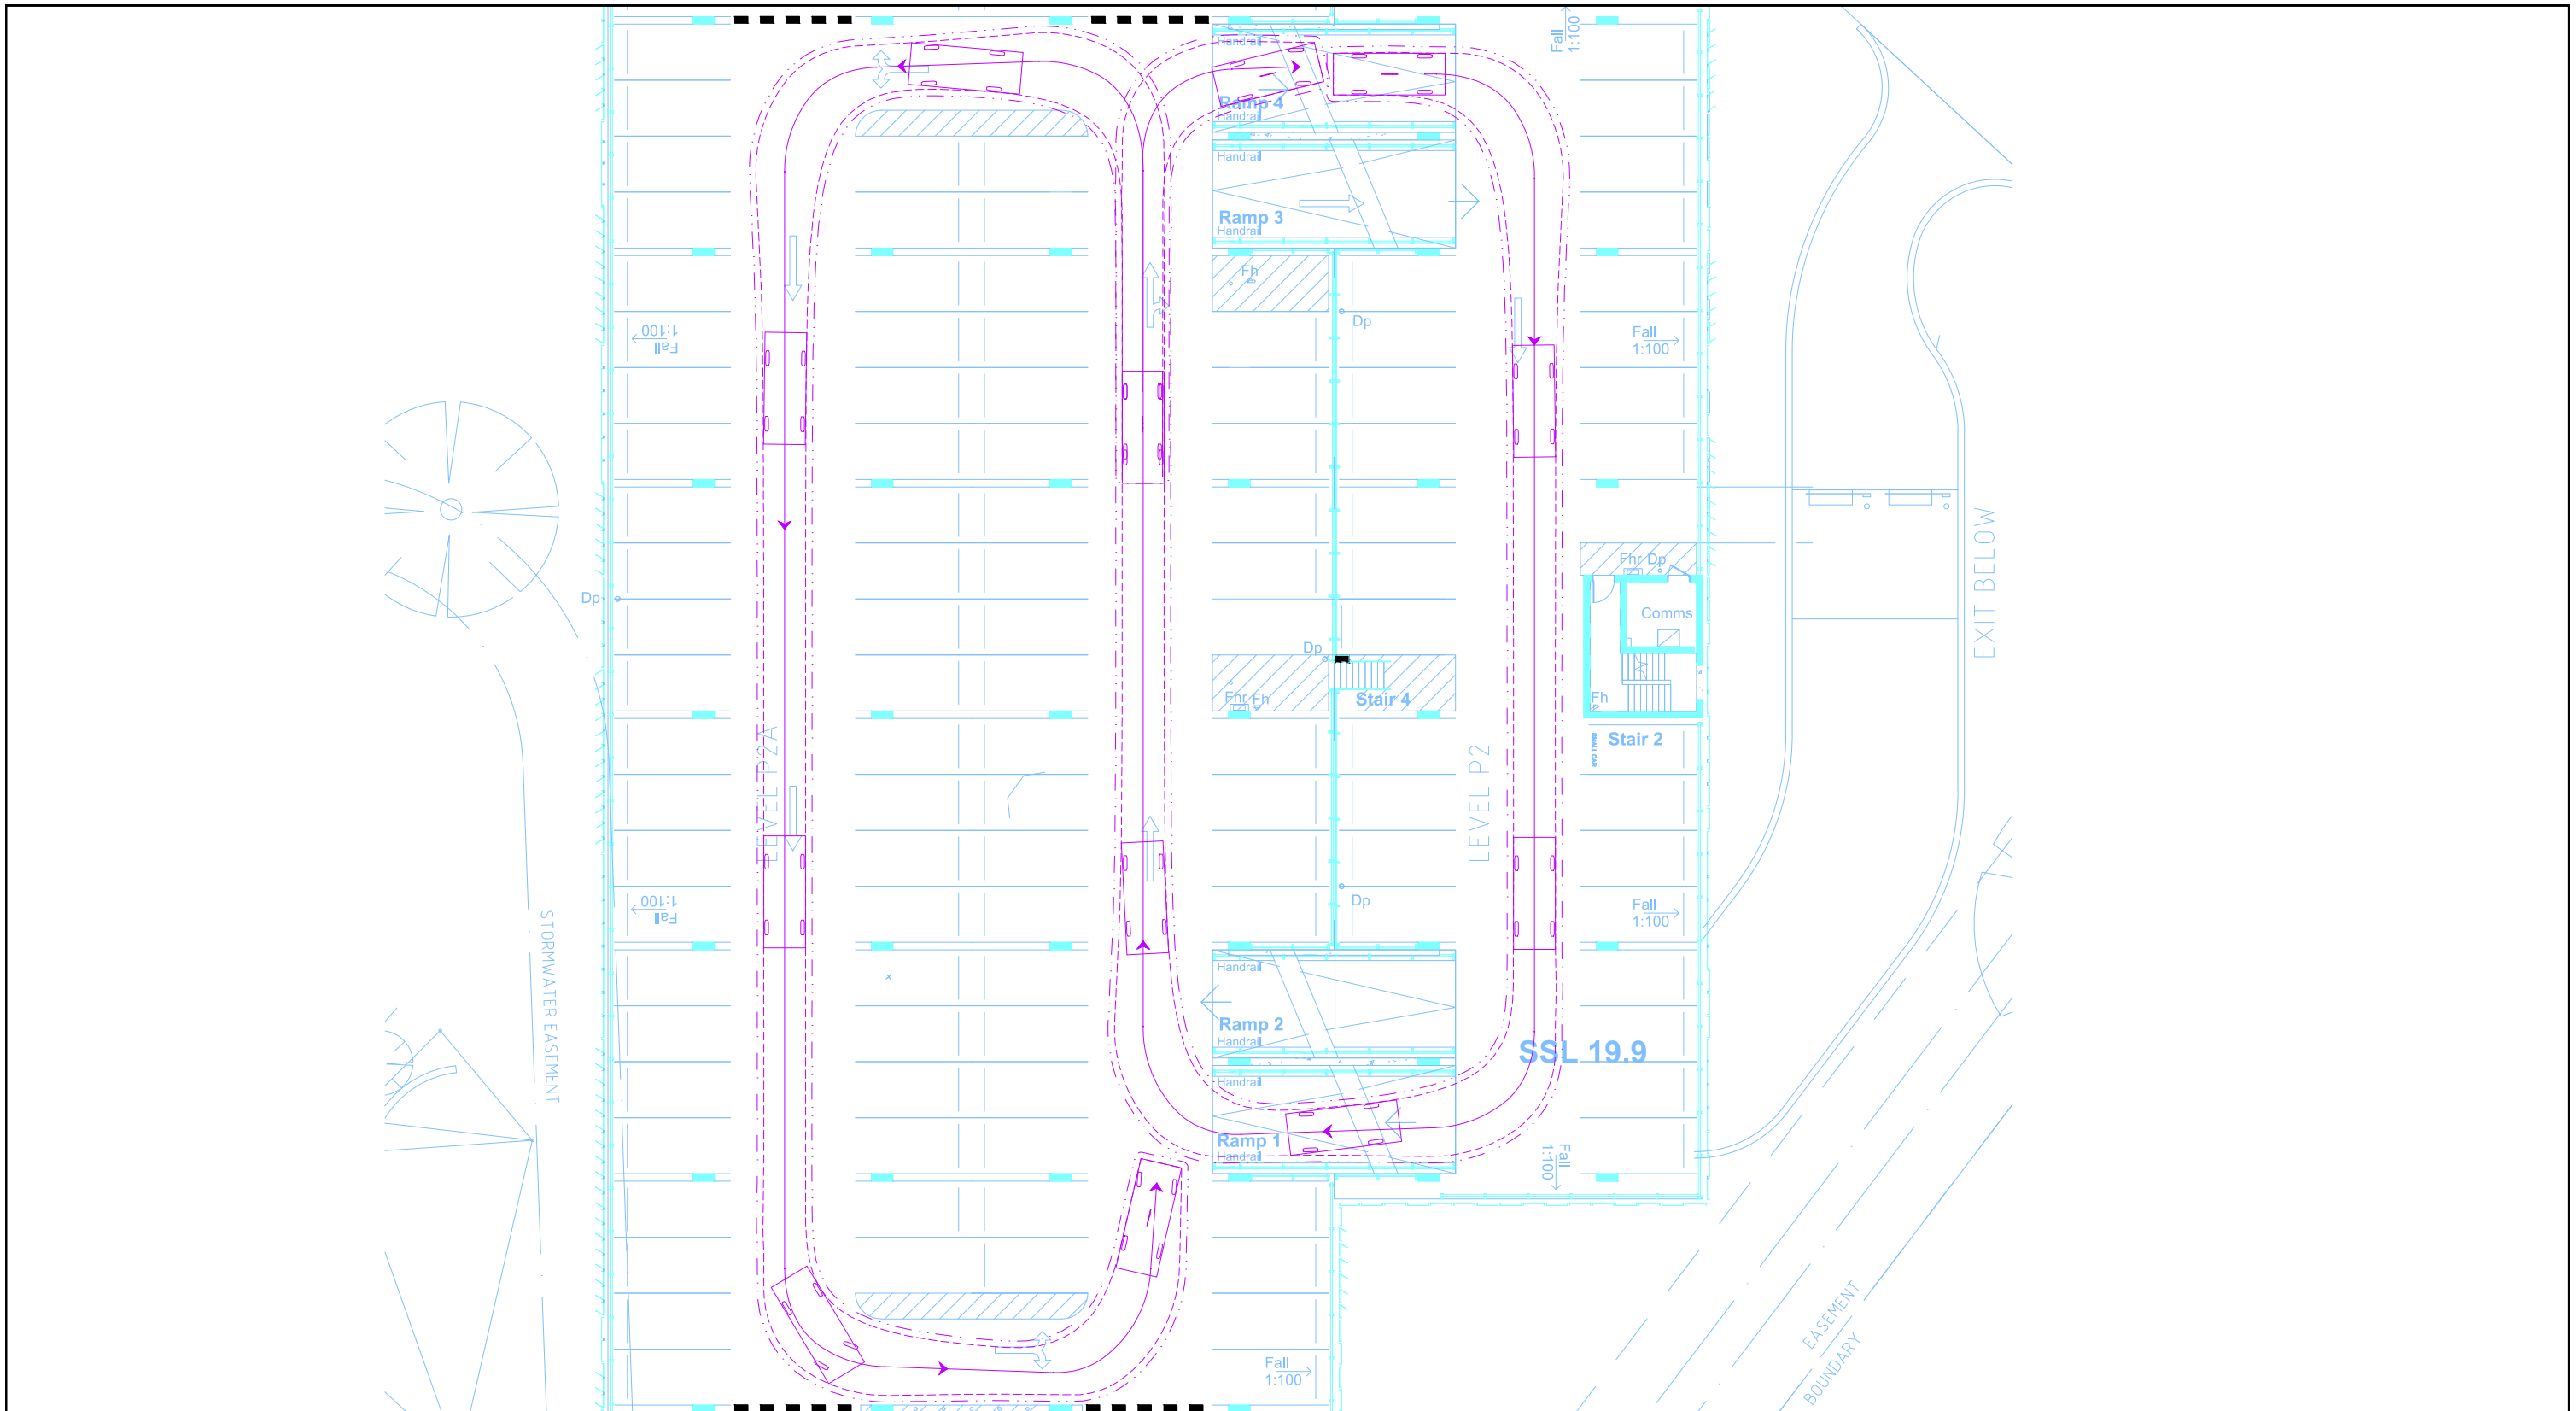 Handrail
Ramp 4
Handrail
Fall
1:100
Handrail
Ramp 3
Handrail
Fh
Dp
Fall
1:100
Fall
1:100
EXIT BELOW
Fhr Dp
Comms
Dp
Dp
Fhr Fh
Stair 4
Fh
SMALL CAR
Stair 2
LEVEL P2A
LEVEL P2
Dp
Fall
1:100
Fall
1:100
STORMWATER EASEMENT
Handrail
Ramp 2
Handrail
SSL 19.9
Handrail
Ramp 1
Handrail
Fall
1:100
Fall
1:100
EASEMENT
BOUNDARY